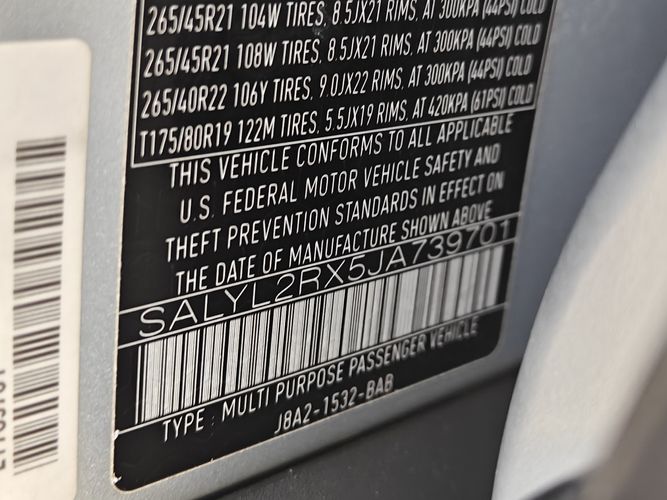 265/45R21 104W TIRES, 8.5JX21 RIMS, AT 300KPA (44PSI) COLD
265/45R21 108W TIRES, 8.5JX21 RIMS, AT 300KPA (44PSI) COLD
265/40R22 106Y TIRES, 9.0JX22 RIMS, AT 300KPA (44PSI) COLD
T175/80R19 122M TIRES, 5.5JX19 RIMS, AT 420KPA (61PSI) COLD
THIS VEHICLE CONFORMS TO ALL APPLICABLE
U.S. FEDERAL MOTOR VEHICLE SAFETY AND
THEFT PREVENTION STANDARDS IN EFFECT ON
THE DATE OF MANUFACTURE SHOWN ABOVE
SALYL2RX5JA739701
TYPE: MULTI PURPOSE PASSENGER VEHICLE
J8A2-1532-BAB